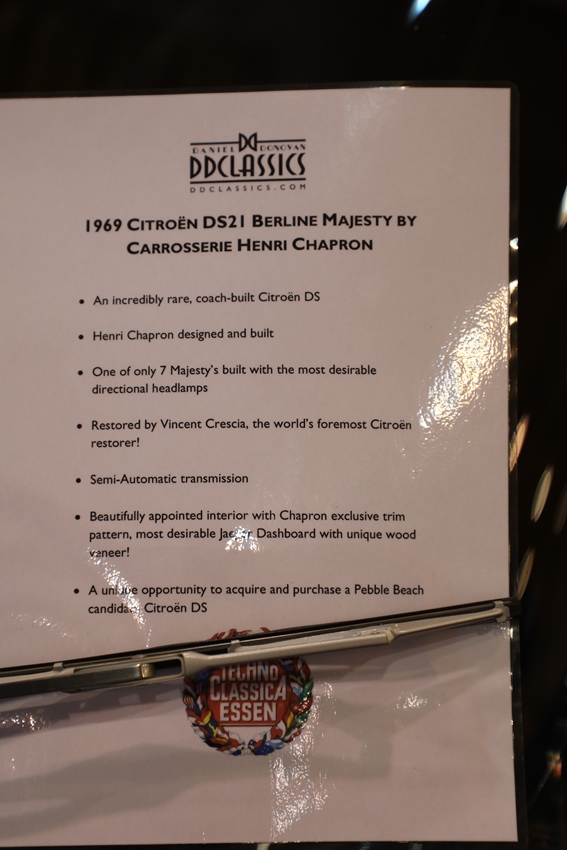 DANIEL DONOVAN
DDCLASSICS
DDCLASSICS.COM
1969 CITROËN DS21 BERLINE MAJESTY BY
CARROSSERIE HENRI CHAPRON
• An incredibly rare, coach-built Citroën DS
• Henri Chapron designed and built
• One of only 7 Majesty's built with the most desirable
directional headlamps
• Restored by Vincent Crescia, the world's foremost Citroën
restorer!
• Semi-Automatic transmission
• Beautifully appointed interior with Chapron exclusive trim
pattern, most desirable Jaeger Dashboard with unique wood
veneer!
• A unique opportunity to acquire and purchase a Pebble Beach
candidate Citroën DS
TECHNO
CLASSICA
ESSEN